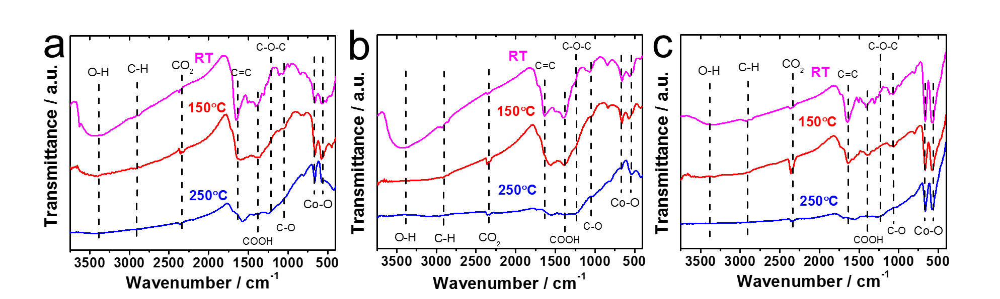 a
C-O-C
RT
O-H
C-H
CO2
C=C
150°C
250°C
Co-O
C-O
COOH
3500 3000 2500 2000 1500 1000 500
Wavenumber / cm-1
Transmittance / a.u.
b
C-O-C
RT
C=C
150°C
250°C
Co-O
C-O
O-H
C-H
CO2
COOH
3500 3000 2500 2000 1500 1000 500
Wavenumber / cm-1
Transmittance / a.u.
c
C-O-C
O-H
C-H
CO2
RT
C=C
150°C
250°C
C-O
Co-O
COOH
3500 3000 2500 2000 1500 1000 500
Wavenumber / cm-1
Transmittance / a.u.